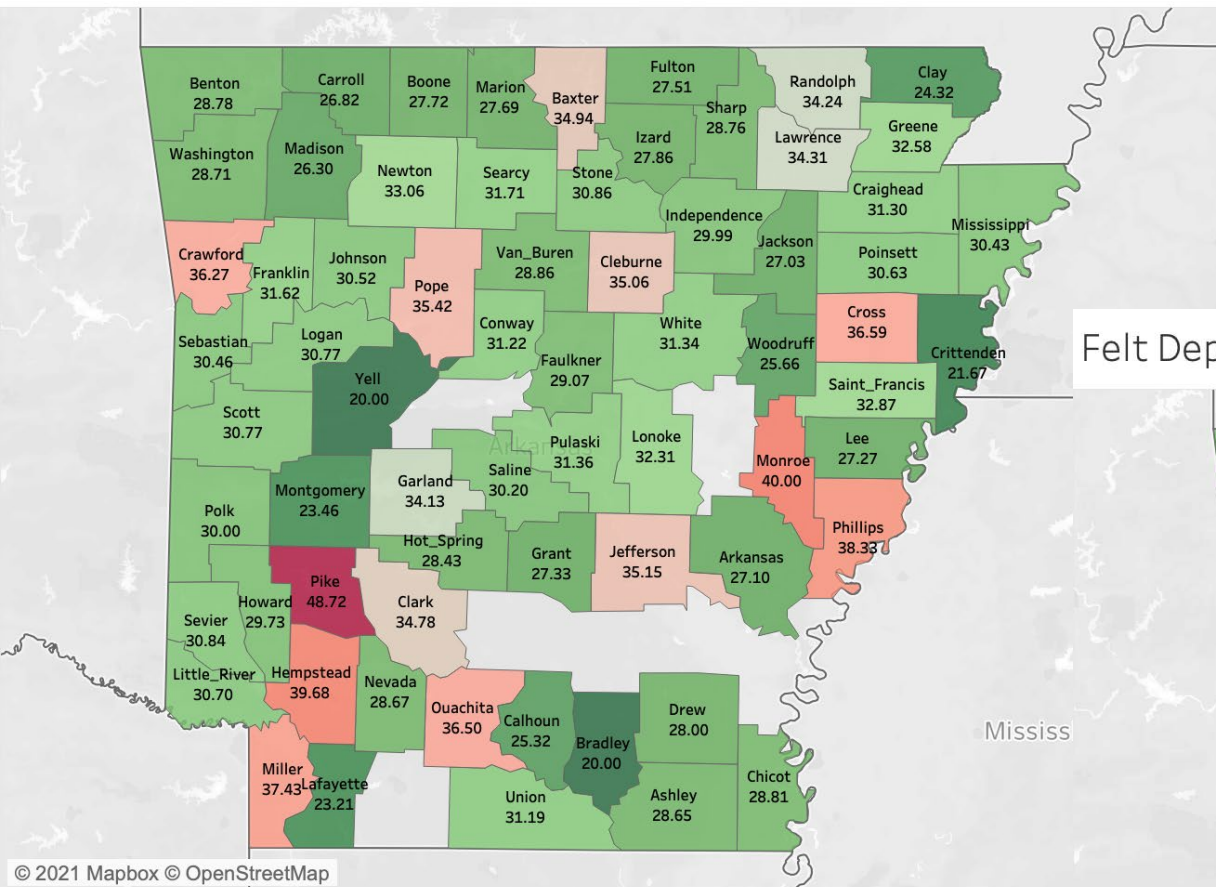 Benton
28.78
Carroll
26.82
Boone
27.72
Marion
27.69
Baxter
34.94
Fulton
27.51
Sharp
28.76
Randolph
34.24
Clay
24.32
Washington
28.71
Madison
26.30
Newton
33.06
Searcy
31.71
Stone
30.86
Izard
27.86
Lawrence
34.31
Greene
32.58
Independence
29.99
Jackson
27.03
Craighead
31.30
Mississippi
30.43
Crawford
36.27
Franklin
31.62
Johnson
30.52
Pope
35.42
Van_Buren
28.86
Cleburne
35.06
Poinsett
30.63
Sebastian
30.46
Logan
30.77
Conway
31.22
Faulkner
29.07
White
31.34
Woodruff
25.66
Cross
36.59
Crittenden
21.67
Felt Dep
Yell
20.00
Saint_Francis
32.87
Scott
30.77
Arkansas
Pulaski
31.36
Lonoke
32.31
Lee
27.27
Monroe
40.00
Saline
30.20
Garland
34.13
Montgomery
23.46
Polk
30.00
Phillips
38.33
Hot_Spring
28.43
Grant
27.33
Jefferson
35.15
Arkansas
27.10
Pike
48.72
Howard
29.73
Clark
34.78
Sevier
30.84
Little_River
30.70
Hempstead
39.68
Nevada
28.67
Ouachita
36.50
Calhoun
25.32
Bradley
20.00
Drew
28.00
Mississ
Miller
37.43
Lafayette
23.21
Union
31.19
Ashley
28.65
Chicot
28.81
© 2021 Mapbox © OpenStreetMap